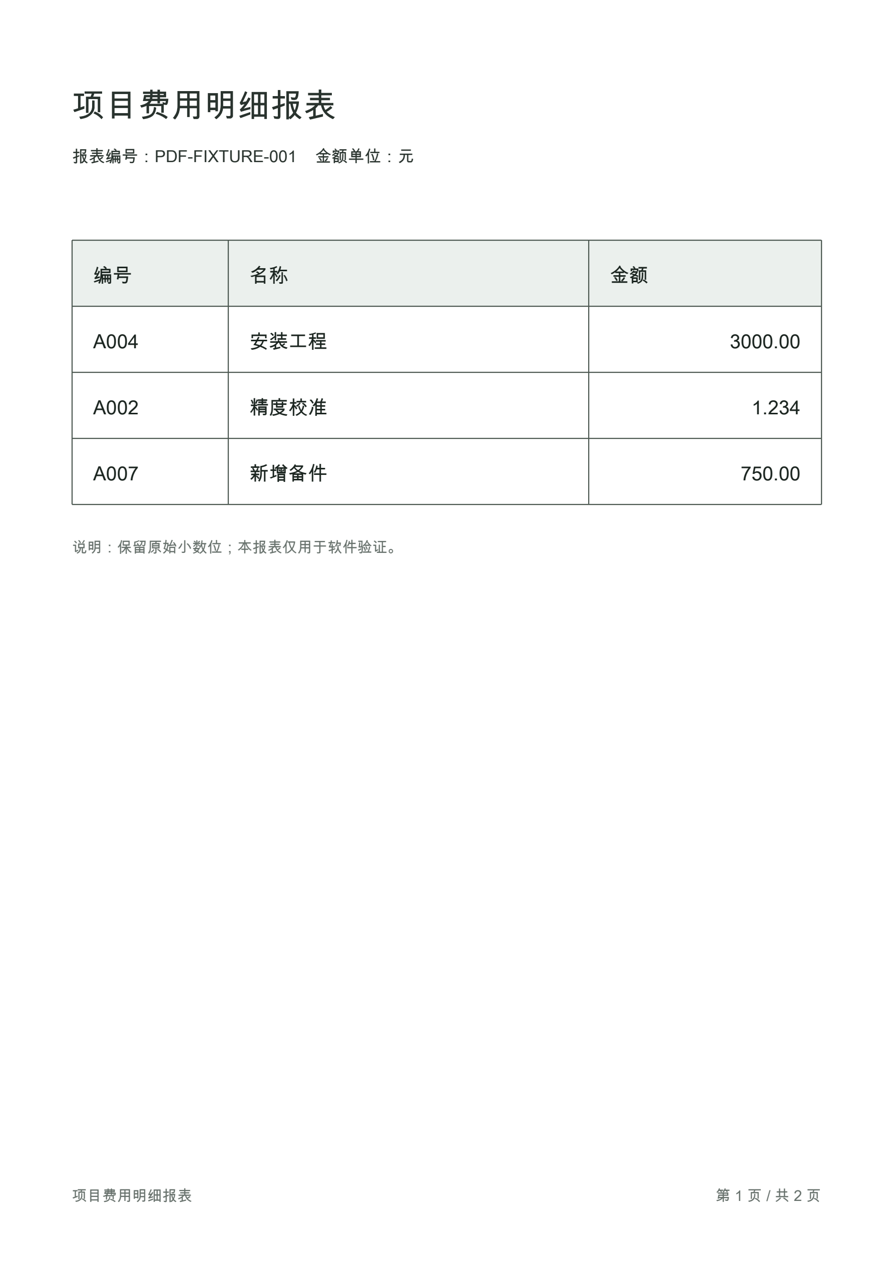 项目费用明细报表
报表编号：PDF-FIXTURE-001 金额单位：元
编号 名称 金额
A004 安装工程 3000.00
A002 精度校准 1.234
A007 新增备件 750.00
说明：保留原始小数位；本报表仅用于软件验证。
项目费用明细报表 第 1 页 / 共 2 页